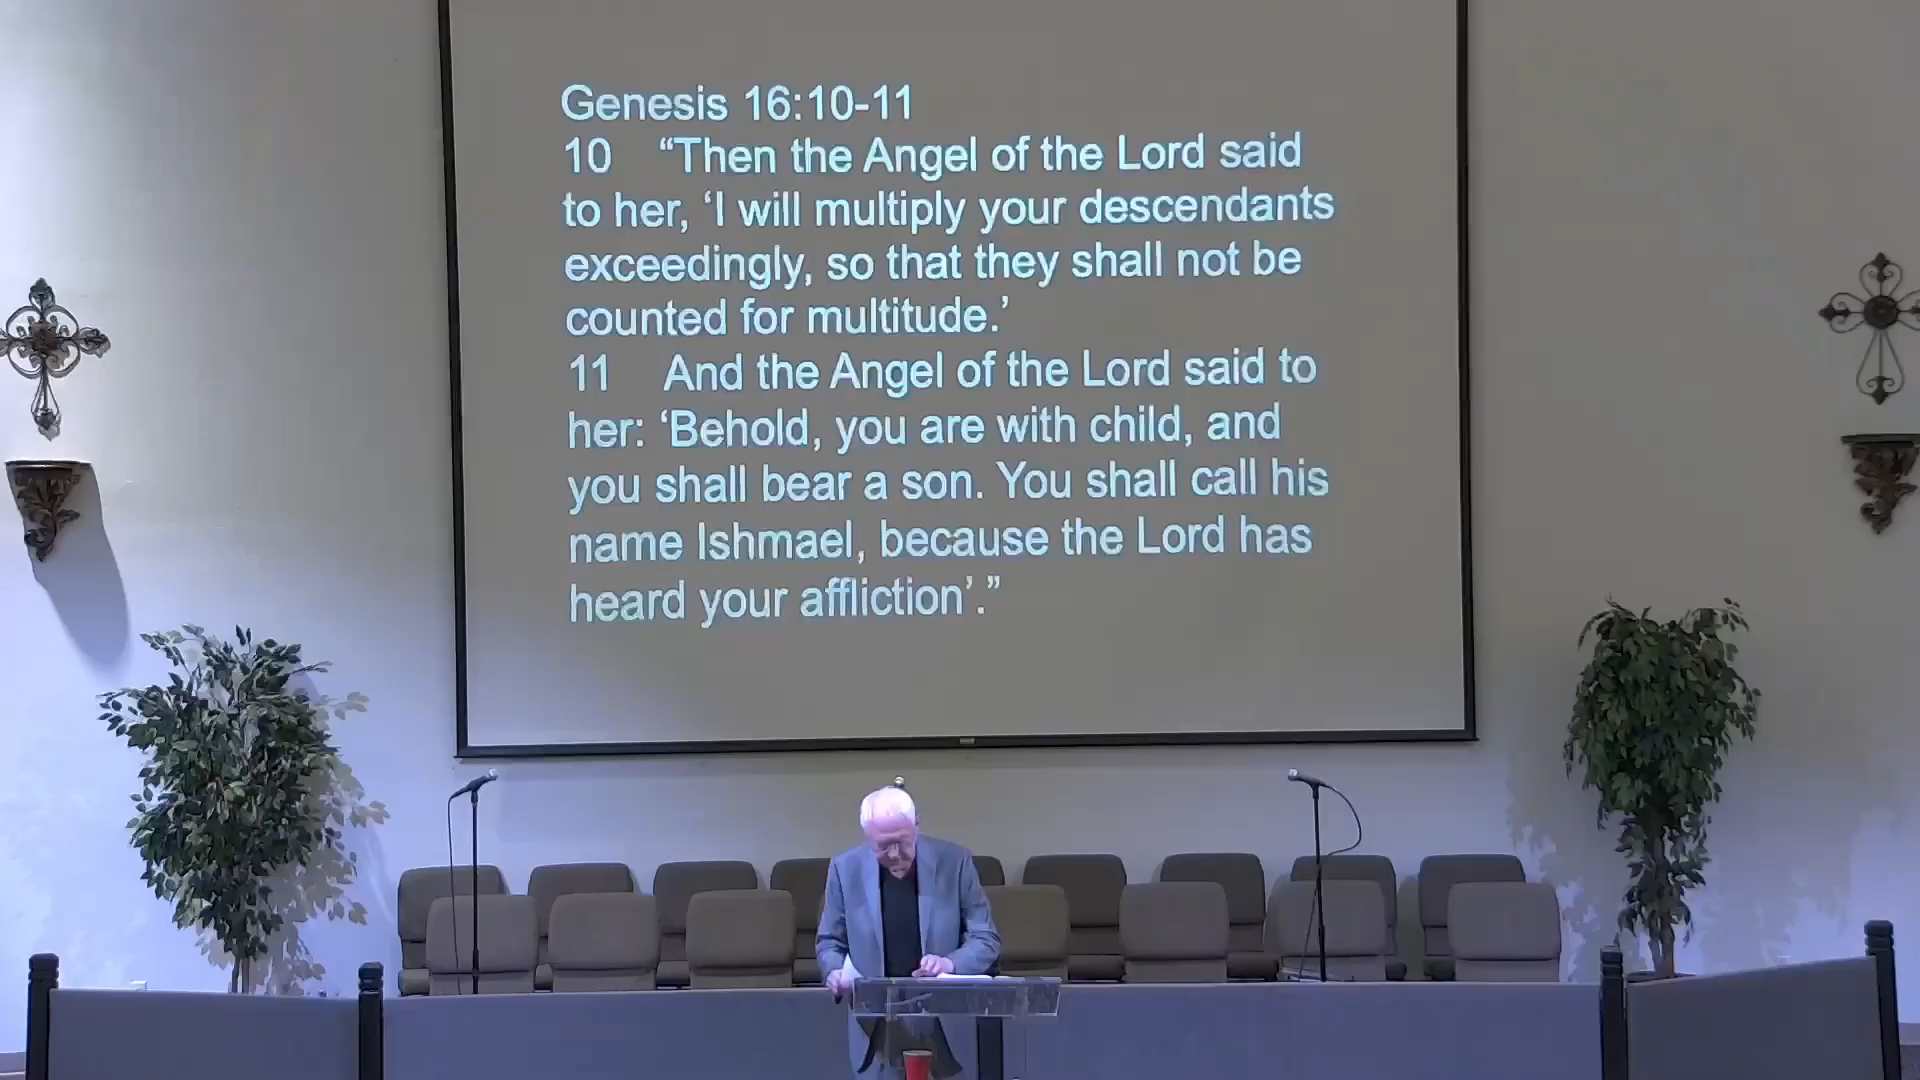 Genesis 16:10-11
10 “Then the Angel of the Lord said
to her, ‘I will multiply your descendants
exceedingly, so that they shall not be
counted for multitude.’
11 And the Angel of the Lord said to
her: ‘Behold, you are with child, and
you shall bear a son. You shall call his
name Ishmael, because the Lord has
heard your affliction’.”